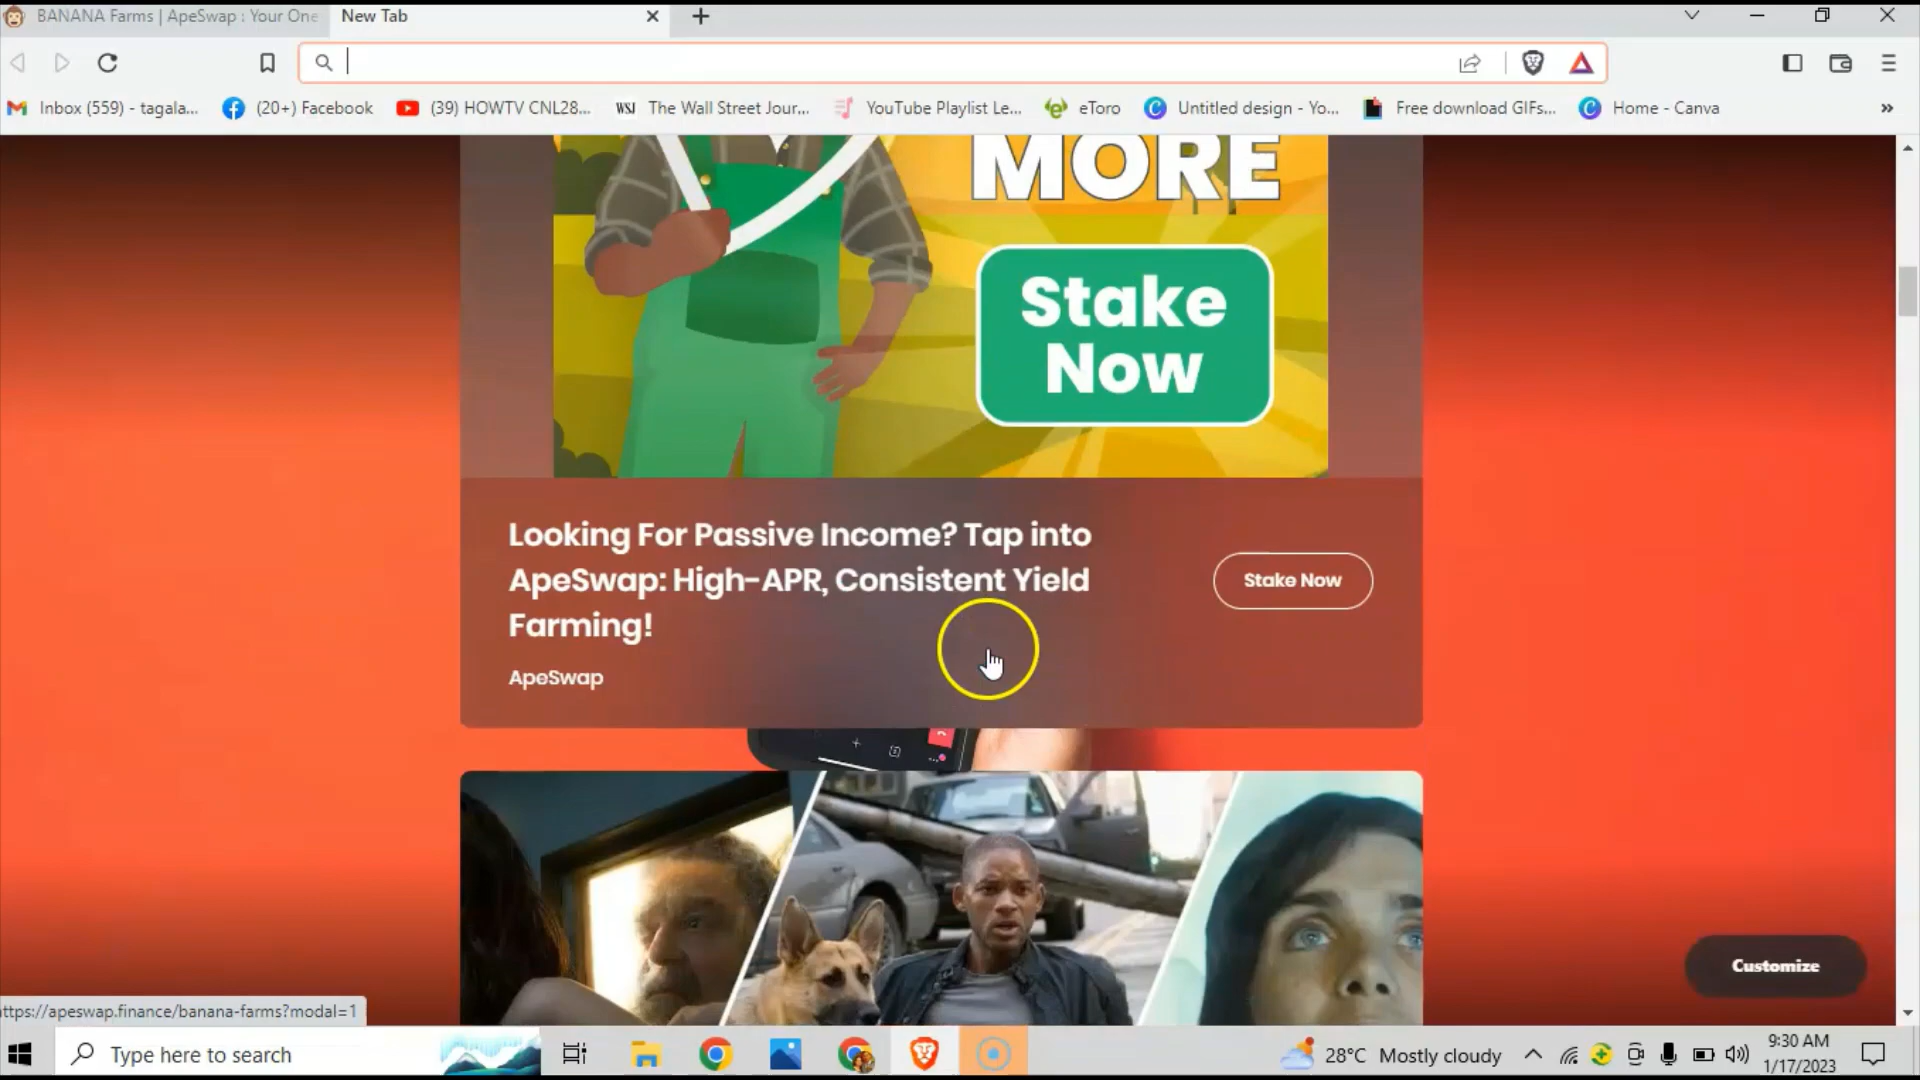 BANANA Farms | ApeSwap : Your One
New Tab
Inbox (559) - tagala...
(20+) Facebook
(39) HOWTV CNL28...
WSJ
The Wall Street Jour...
YouTube Playlist Le...
eToro
Untitled design - Yo...
Free download GIFs...
Home - Canva
MORE
Stake
Now
Looking For Passive Income? Tap into
ApeSwap: High-APR, Consistent Yield
Farming!
Stake Now
ApeSwap
Customize
ttps://apeswap.finance/banana-farms?modal=1
Type here to search
28°C Mostly cloudy
9:30 AM
1/17/2023